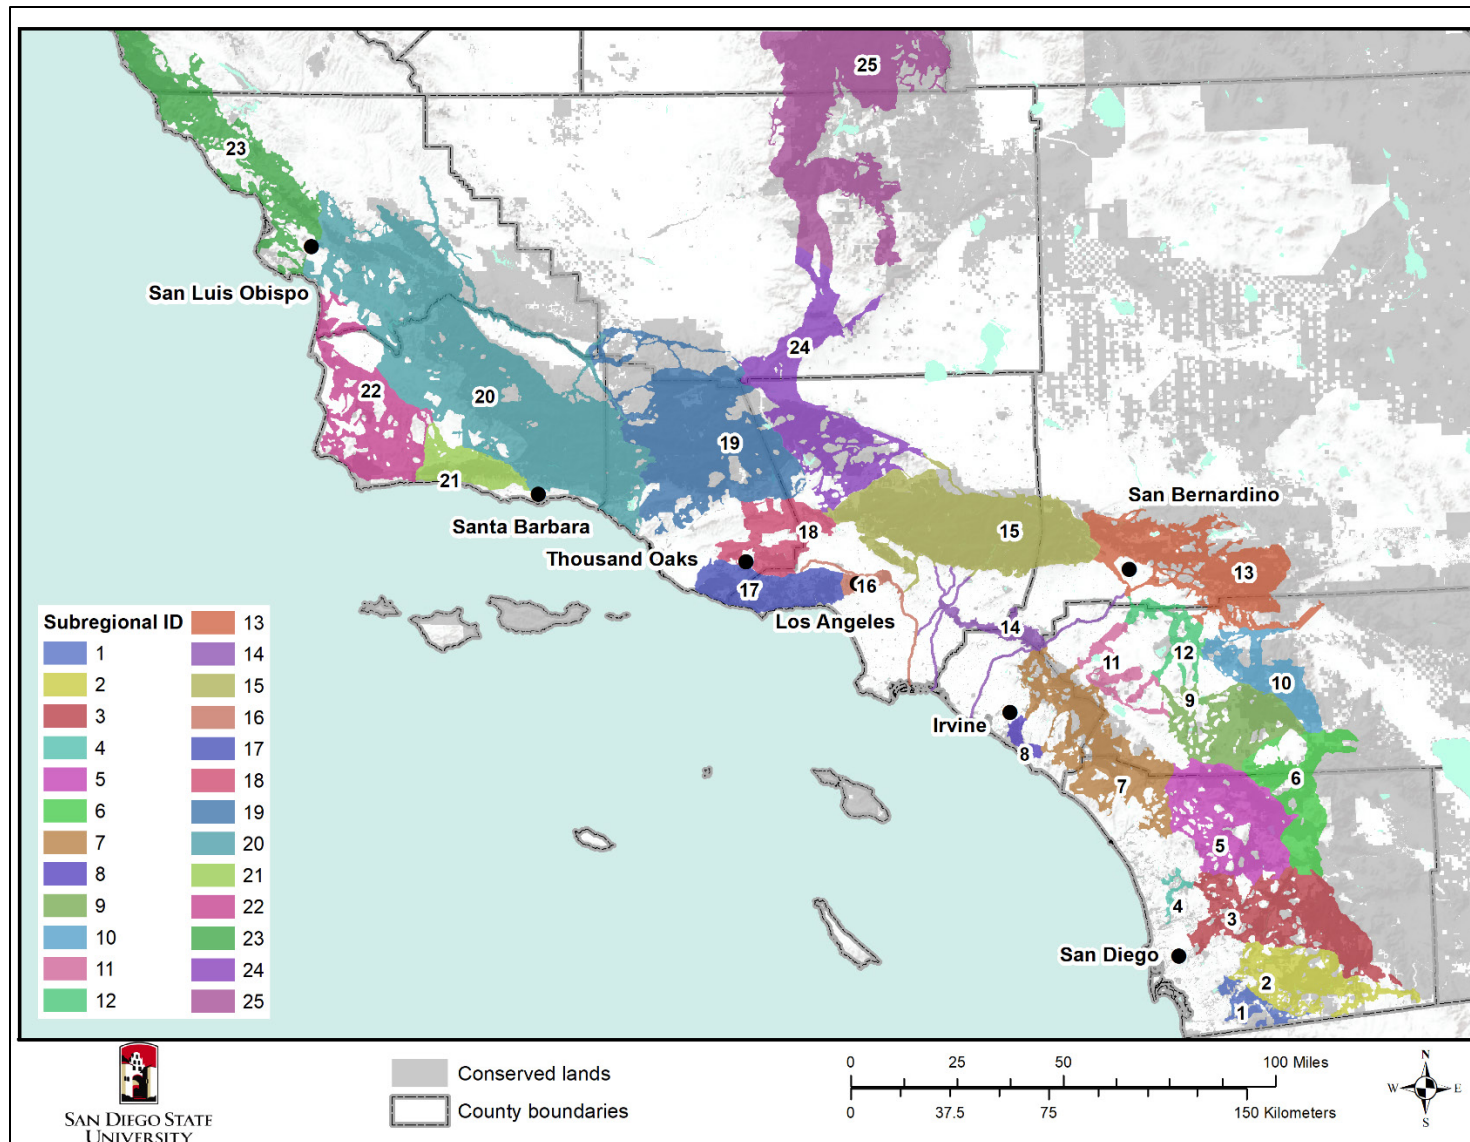 25
23
San Luis Obispo
24
22
20
19
21
Santa Barbara
18
15
San Bernardino
Thousand Oaks
17
16
13
Los Angeles
14
12
11
10
9
Irvine
8
7
6
5
4
3
San Diego
2
1
Subregional ID
1
2
3
4
5
6
7
8
9
10
11
12
13
14
15
16
17
18
19
20
21
22
23
24
25
SAN DIEGO STATE
UNIVERSITY
Conserved lands
County boundaries
0 25 50 100 Miles
0 37.5 75 150 Kilometers
N
W E
S